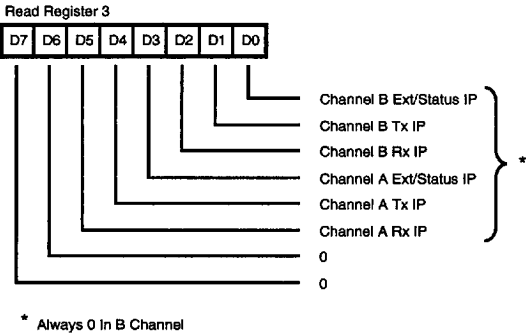 Read Register 3
D7 D6 D5 D4 D3 D2 D1 D0
Channel B Ext/Status IP
Channel B Tx IP
Channel B Rx IP
Channel A Ext/Status IP
*
Channel A Tx IP
Channel A Rx IP
0
0
* Always 0 In B Channel